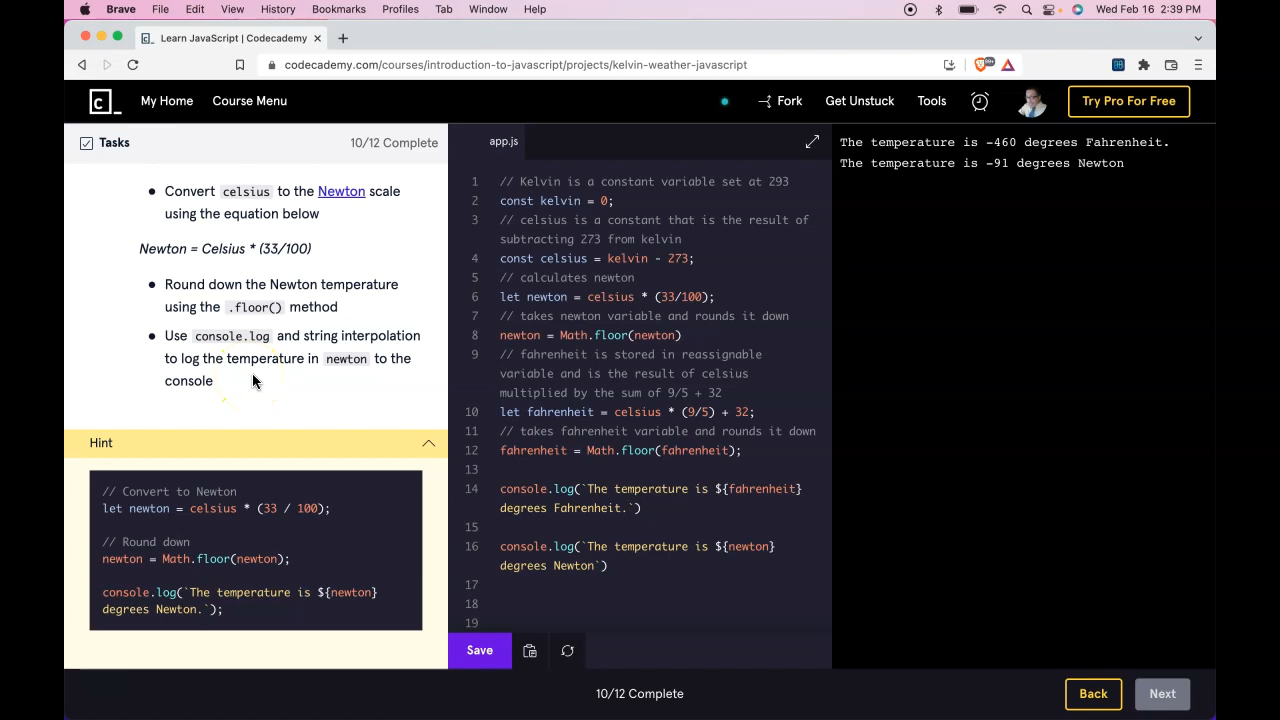 Brave File Edit View History Bookmarks Profiles Tab Window Help Wed Feb 16 2:39 PM
Learn JavaScript | Codecademy
codecademy.com/courses/introduction-to-javascript/projects/kelvin-weather-javascript
My Home Course Menu Fork Get Unstuck Tools Try Pro For Free
Tasks 10/12 Complete
Convert celsius to the Newton scale
using the equation below
Newton = Celsius * (33/100)
Round down the Newton temperature
using the .floor() method
Use console.log and string interpolation
to log the temperature in newton to the
console
Hint
// Convert to Newton
let newton = celsius * (33 / 100);
// Round down
newton = Math.floor(newton);
console.log(`The temperature is ${newton}
degrees Newton.`);
app.js
1 // Kelvin is a constant variable set at 293
2 const kelvin = 0;
3 // celsius is a constant that is the result of
subtracting 273 from kelvin
4 const celsius = kelvin - 273;
5 // calculates newton
6 let newton = celsius * (33/100);
7 // takes newton variable and rounds it down
8 newton = Math.floor(newton)
9 // fahrenheit is stored in reassignable
variable and is the result of celsius
multiplied by the sum of 9/5 + 32
10 let fahrenheit = celsius * (9/5) + 32;
11 // takes fahrenheit variable and rounds it down
12 fahrenheit = Math.floor(fahrenheit);
13
14 console.log(`The temperature is ${fahrenheit}
degrees Fahrenheit.`)
15
16 console.log(`The temperature is ${newton}
degrees Newton`)
17
18
19
Save
The temperature is -460 degrees Fahrenheit.
The temperature is -91 degrees Newton
10/12 Complete
Back Next